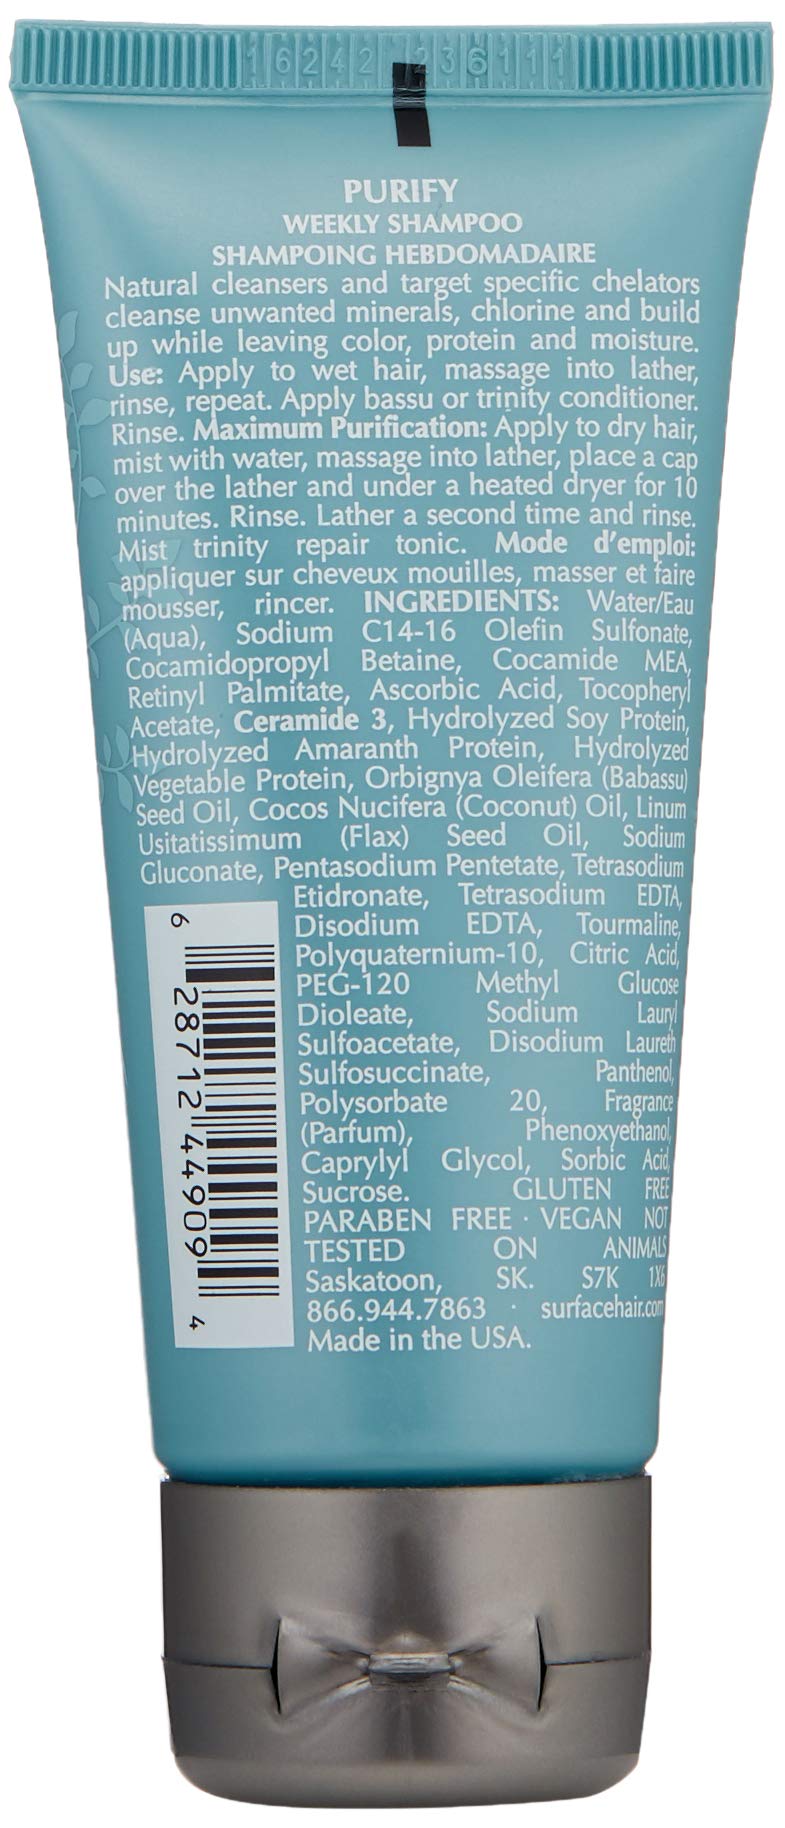 16242 236111
PURIFY
WEEKLY SHAMPOO
SHAMPOING HEBDOMADAIRE
Natural cleansers and target specific chelators
cleanse unwanted minerals, chlorine and build
up while leaving color, protein and moisture.
Use: Apply to wet hair, massage into lather,
rinse, repeat. Apply bassu or trinity conditioner.
Rinse. Maximum Purification: Apply to dry hair,
mist with water, massage into lather, place a cap
over the lather and under a heated dryer for 10
minutes. Rinse. Lather a second time and rinse.
Mist trinity repair tonic. Mode d'emploi:
appliquer sur cheveux mouilles, masser et faire
mousser, rincer. INGREDIENTS: Water/Eau
(Aqua), Sodium C14-16 Olefin Sulfonate,
Cocamidopropyl Betaine, Cocamide MEA,
Retinyl Palmitate, Ascorbic Acid, Tocopheryl
Acetate, Ceramide 3, Hydrolyzed Soy Protein,
Hydrolyzed Amaranth Protein, Hydrolyzed
Vegetable Protein, Orbignya Oleifera (Babassu)
Seed Oil, Cocos Nucifera (Coconut) Oil, Linum
Usitatissimum (Flax) Seed Oil, Sodium
Gluconate, Pentasodium Pentetate, Tetrasodium
Etidronate, Tetrasodium EDTA,
Disodium EDTA, Tourmaline,
Polyquaternium-10, Citric Acid,
PEG-120 Methyl Glucose
Dioleate, Sodium Lauryl
Sulfoacetate, Disodium Laureth
Sulfosuccinate, Panthenol,
Polysorbate 20, Fragrance
(Parfum), Phenoxyethanol,
Caprylyl Glycol, Sorbic Acid,
Sucrose. GLUTEN FREE
PARABEN FREE · VEGAN NOT
TESTED ON ANIMALS
Saskatoon, SK. S7K 1X6
866.944.7863 · surfacehair.com
Made in the USA.
6 28712 44909 4